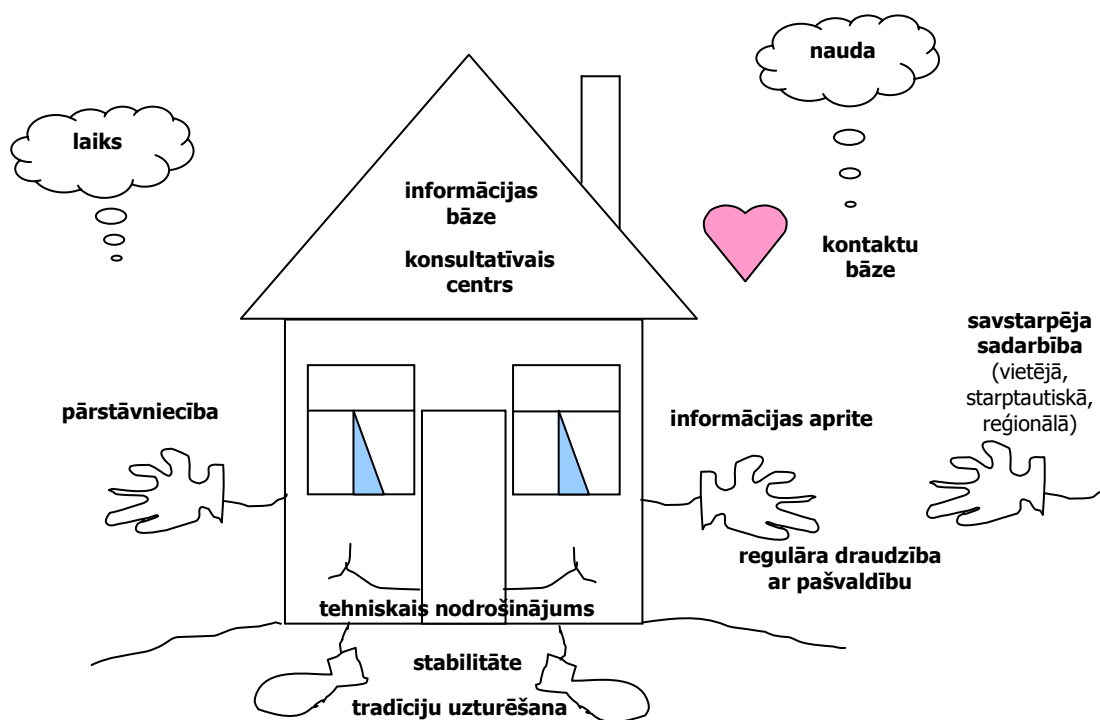 nauda
laiks
informācijas
bāze
konsultatīvais
centrs
kontaktu
bāze
savstarpēja
sadarbība
(vietējā,
starptautiskā,
reģionālā)
pārstāvniecība
informācijas aprite
regulāra draudzība
ar pašvaldību
tehniskais nodrošinājums
stabilitāte
tradīciju uzturēšana